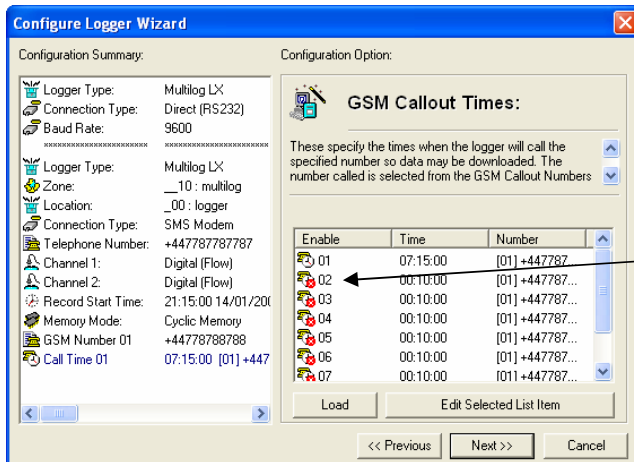 Configure Logger Wizard
Configuration Summary:
Logger Type: Multilog LX
Connection Type: Direct (RS232)
Baud Rate: 9600
******************** ********************
Logger Type: Multilog LX
Zone: __10 : multilog
Location: _00 : logger
Connection Type: SMS Modem
Telephone Number: +447787787787
Channel 1: Digital (Flow)
Channel 2: Digital (Flow)
Record Start Time: 21:15:00 14/01/200
Memory Mode: Cyclic Memory
GSM Number 01 +44778788788
Call Time 01 07:15:00 [01] +447
Configuration Option:
GSM Callout Times:
These specify the times when the logger will call the
specified number so data may be downloaded. The
number called is selected from the GSM Callout Numbers
Enable Time Number
01 07:15:00 [01] +447787...
02 00:10:00 [01] +447787...
03 00:10:00 [01] +447787...
04 00:10:00 [01] +447787...
05 00:10:00 [01] +447787...
06 00:10:00 [01] +447787...
07 00:10:00 [01] +447787...
Load Edit Selected List Item
<< Previous Next >> Cancel